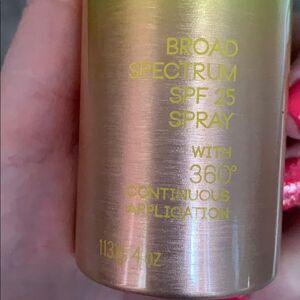 BROAD
SPECTRUM
SPF 25
SPRAY
WITH
360°
CONTINUOUS
APPLICATION
4 oz